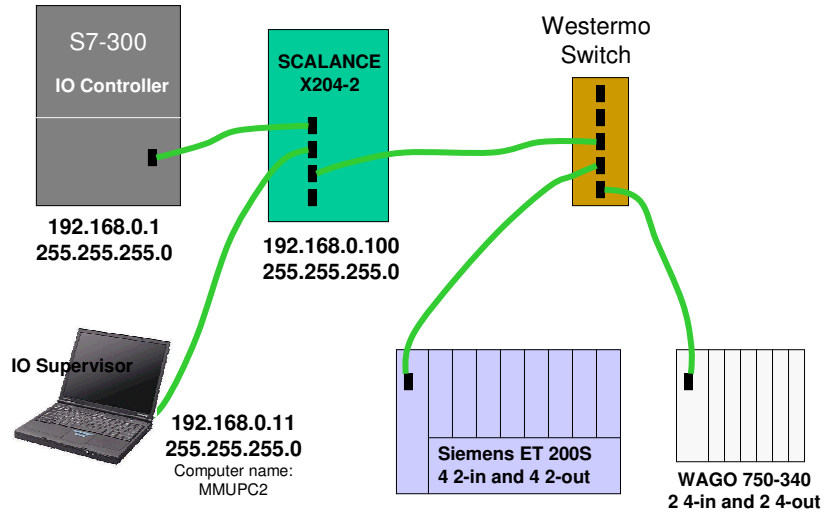 S7-300
IO Controller
192.168.0.1
255.255.255.0
SCALANCE
X204-2
192.168.0.100
255.255.255.0
Westermo
Switch
IO Supervisor
192.168.0.11
255.255.255.0
Computer name:
MMUPC2
Siemens ET 200S
4 2-in and 4 2-out
WAGO 750-340
2 4-in and 2 4-out